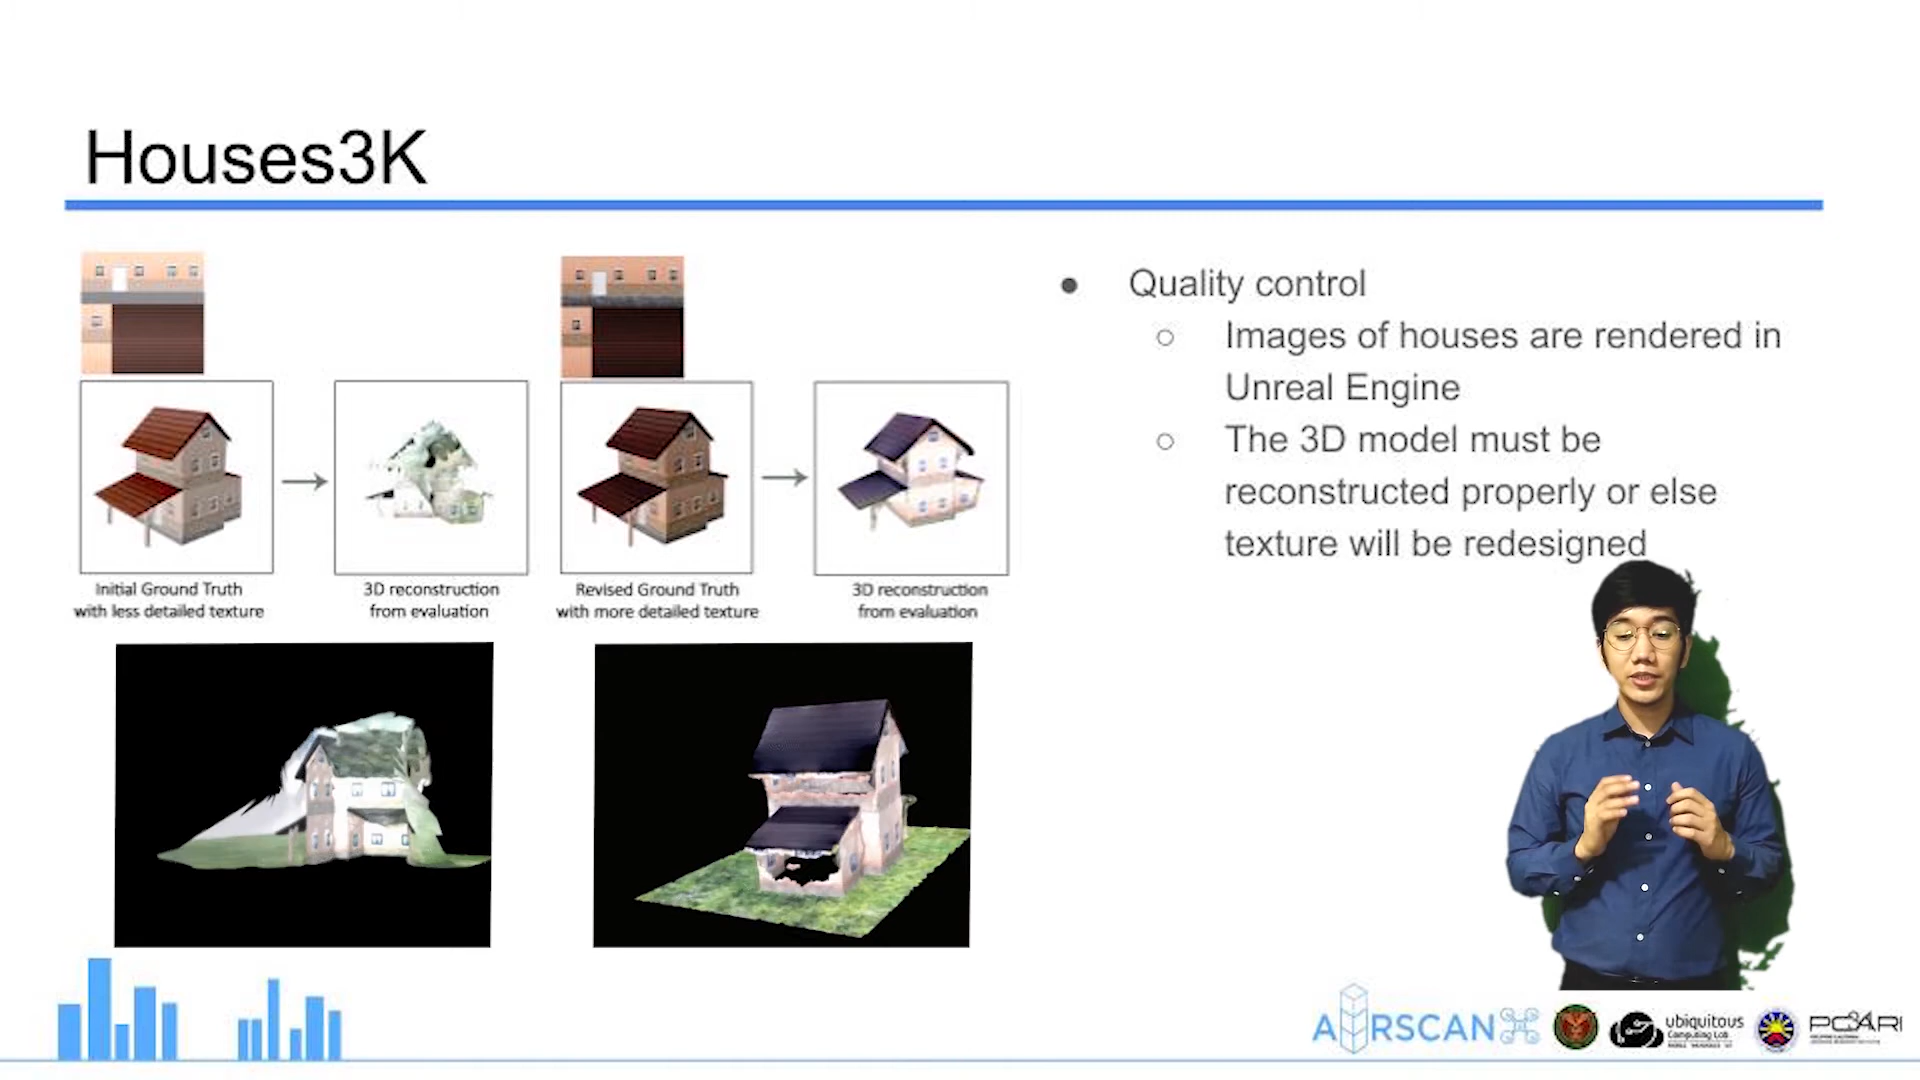 Houses3K
Initial Ground Truth
with less detailed texture
3D reconstruction
from evaluation
Revised Ground Truth
with more detailed texture
3D reconstruction
from evaluation
● Quality control
○ Images of houses are rendered in
Unreal Engine
○ The 3D model must be
reconstructed properly or else
texture will be redesigned
AIRSCAN
ubiquitous
Computing Lab
PCARI